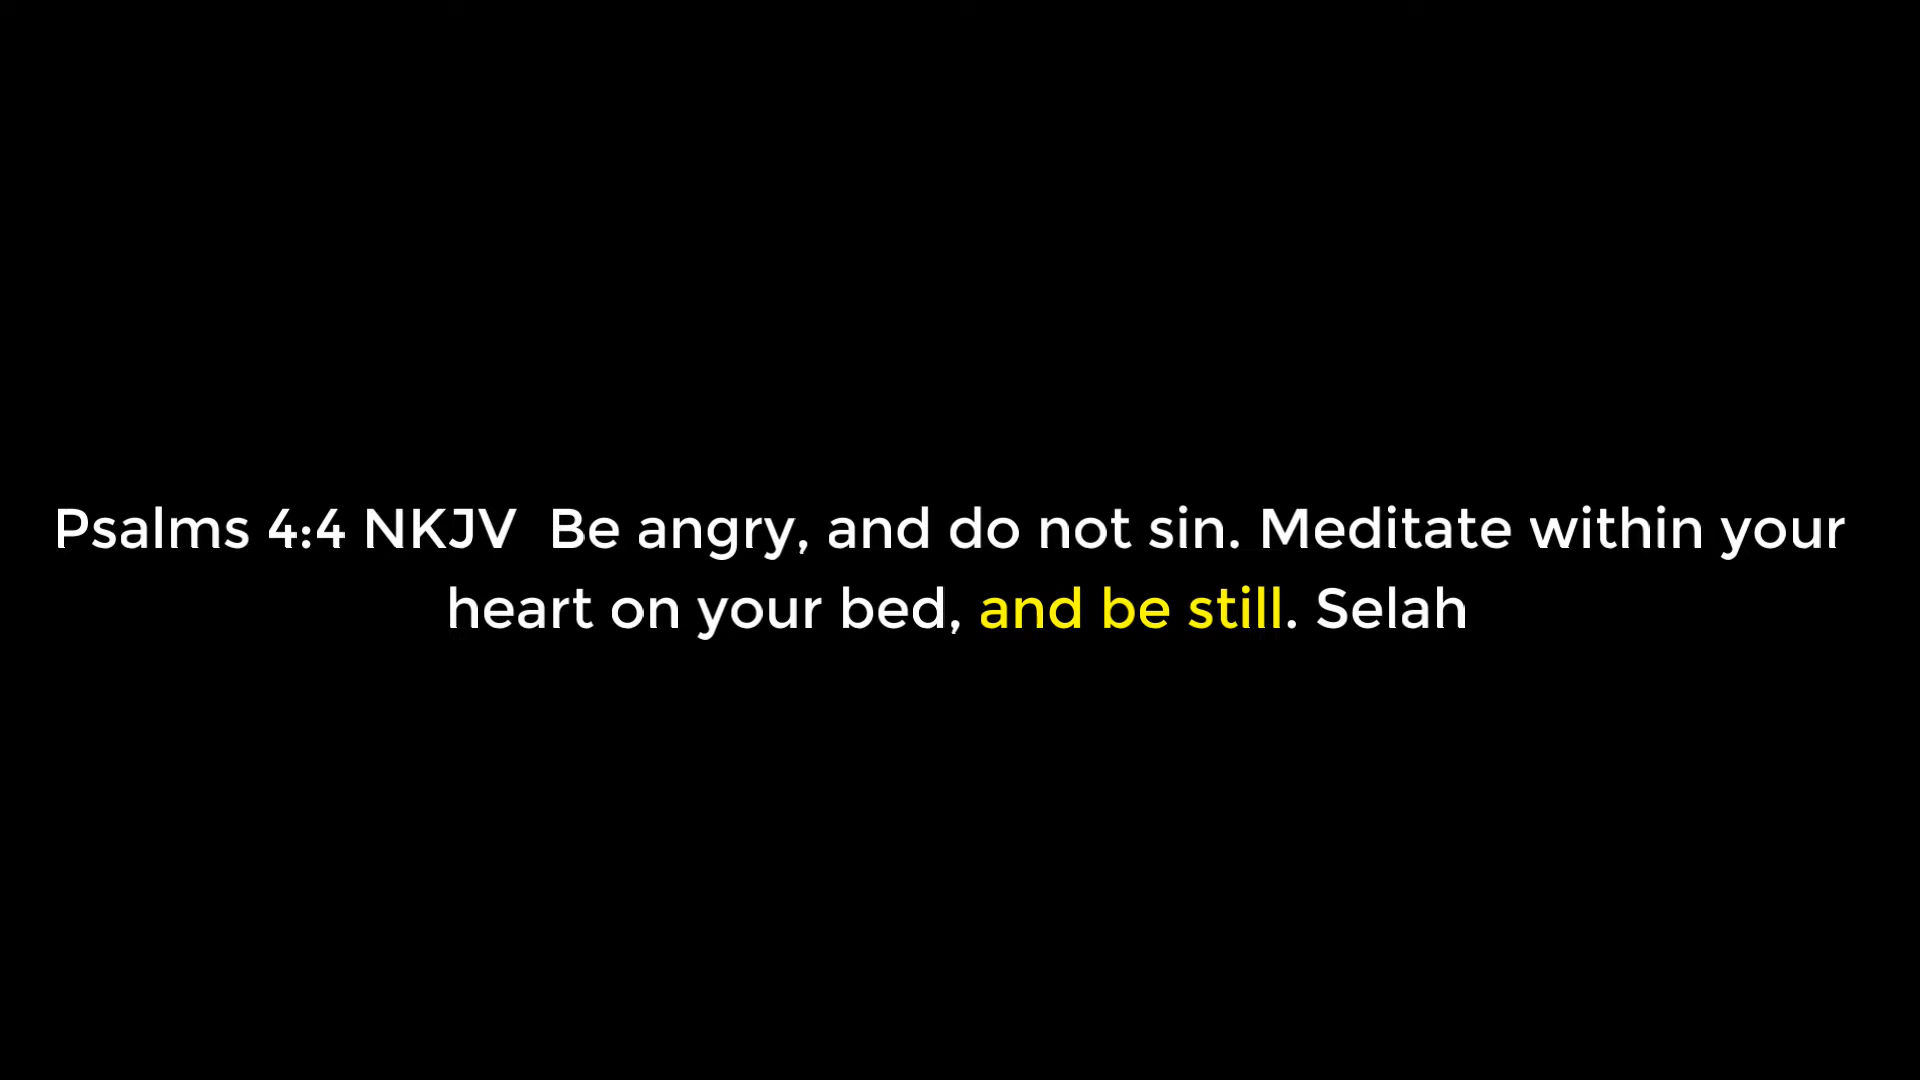 Psalms 4:4 NKJV  Be angry, and do not sin. Meditate within your
heart on your bed, and be still. Selah